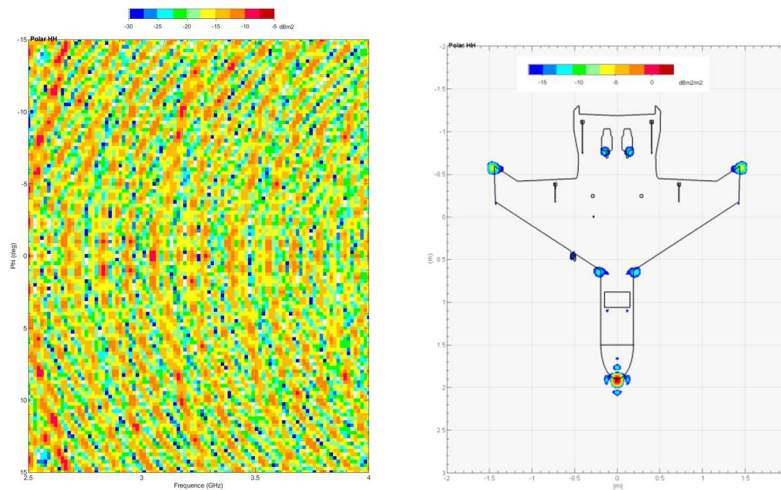 -30 -25 -20 -15 -10 -5 dBm2
Polar HH
-15
-10
-5
0
5
10
15
Phi (deg)
2.5 3 3.5 4
Frequence (GHz)
Polar HH
-15 -10 -5 0 dBm2/m2
-2
-1.5
-1
-0.5
0
0.5
1
1.5
2
2.5
3
(m)
-2 -1.5 -1 -0.5 0 0.5 1 1.5 2
(m)